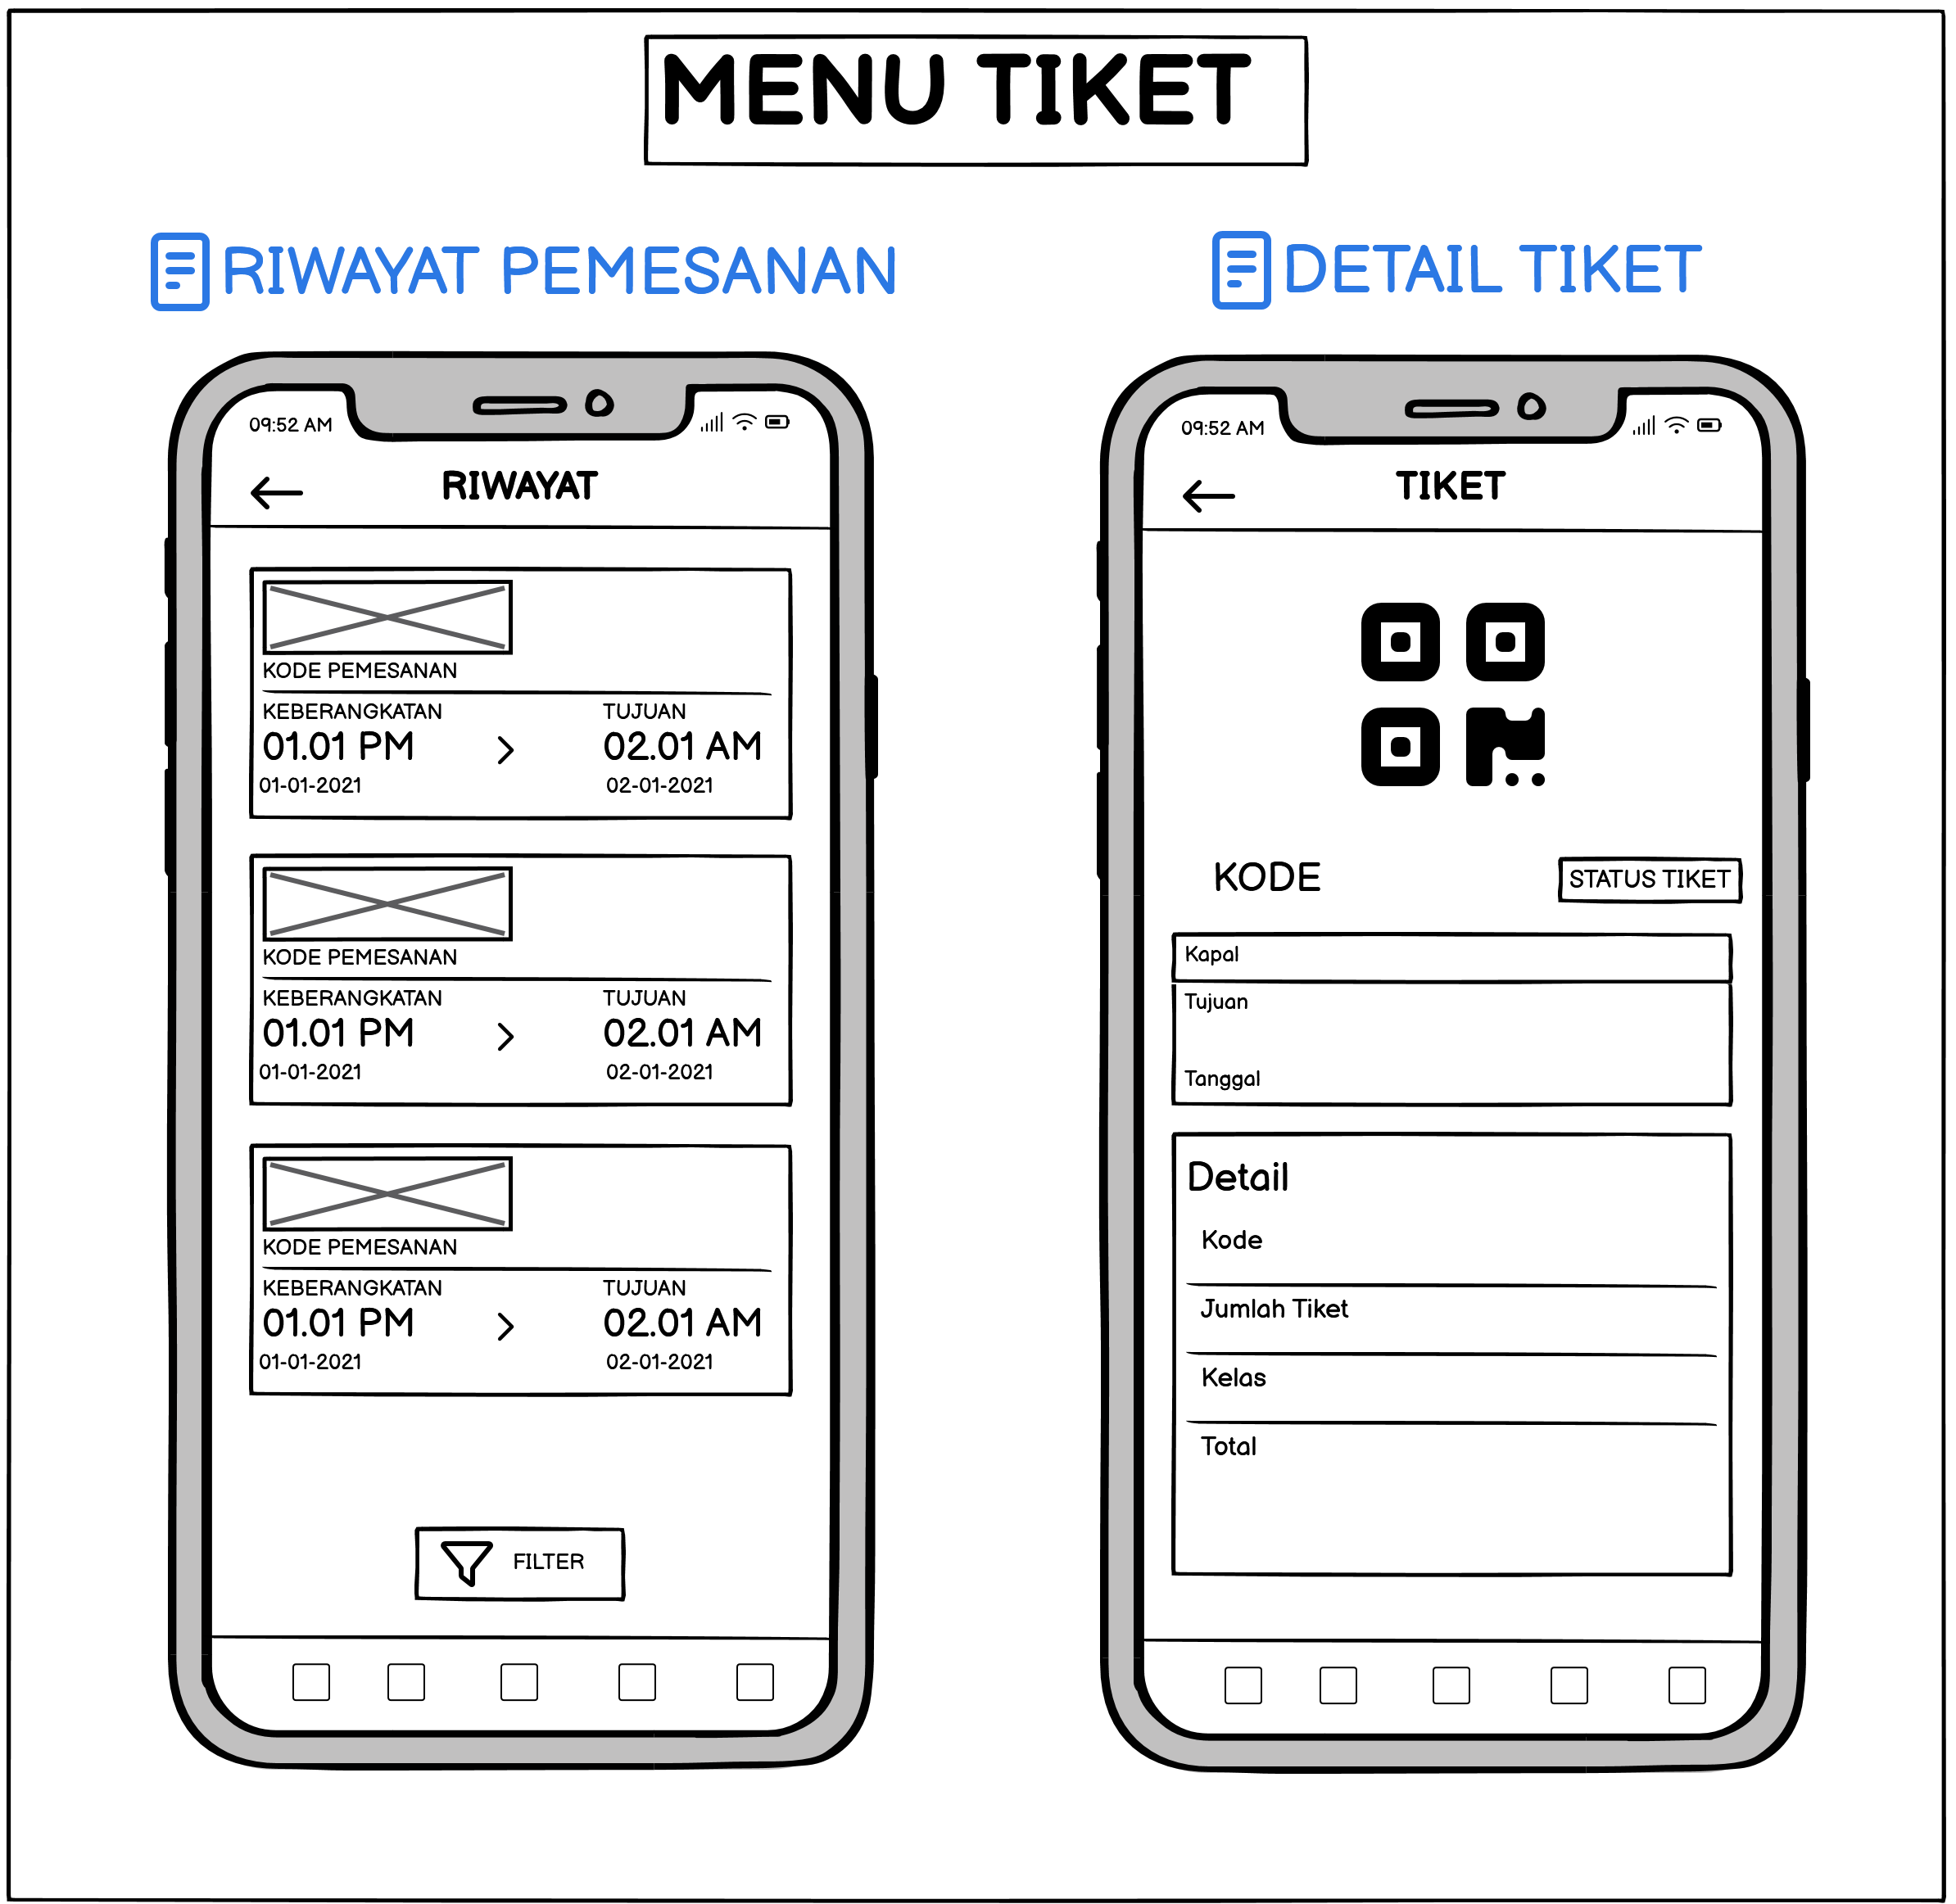 MENU TIKET
RIWAYAT PEMESANAN
09:52 AM
RIWAYAT
KODE PEMESANAN
KEBERANGKATAN TUJUAN
01.01 PM > 02.01 AM
01-01-2021 02-01-2021
KODE PEMESANAN
KEBERANGKATAN TUJUAN
01.01 PM > 02.01 AM
01-01-2021 02-01-2021
KODE PEMESANAN
KEBERANGKATAN TUJUAN
01.01 PM > 02.01 AM
01-01-2021 02-01-2021
FILTER
DETAIL TIKET
09:52 AM
TIKET
KODE STATUS TIKET
Kapal
Tujuan
Tanggal
Detail
Kode
Jumlah Tiket
Kelas
Total